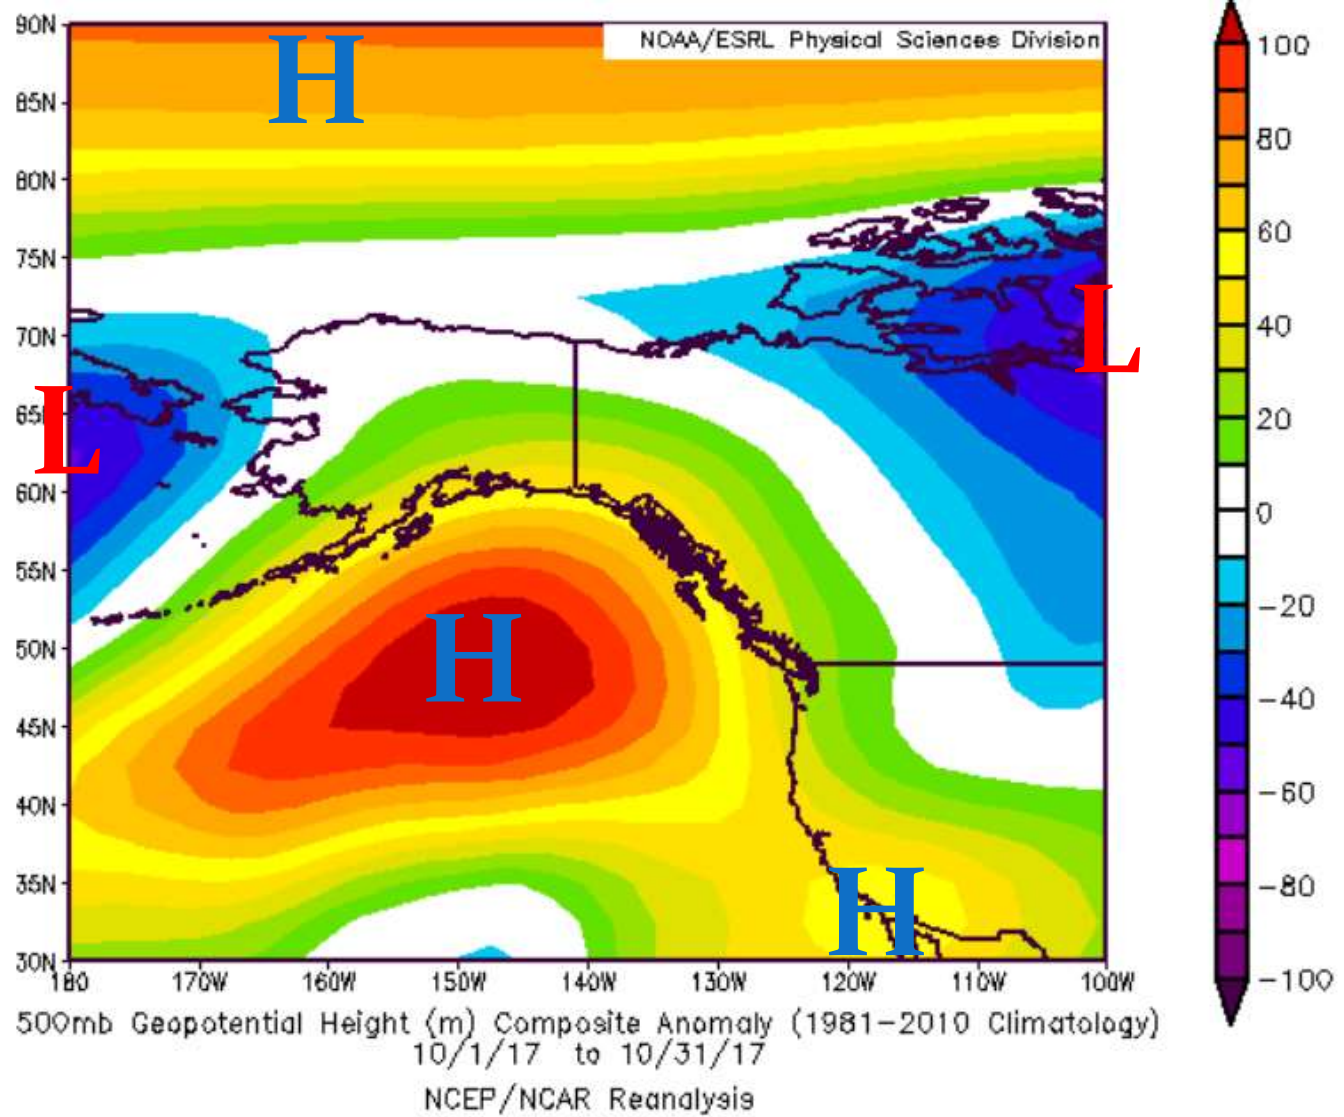 NOAA/ESRL Physical Sciences Division
90N
85N
80N
75N
70N
65N
60N
55N
50N
45N
40N
35N
30N
H
L
L
H
H
180
170W
160W
150W
140W
130W
120W
110W
100W
100
80
60
40
20
0
-20
-40
-60
-80
-100
500mb Geopotential Height (m) Composite Anomaly (1981-2010 Climatology)
10/1/17 to 10/31/17
NCEP/NCAR Reanalysis